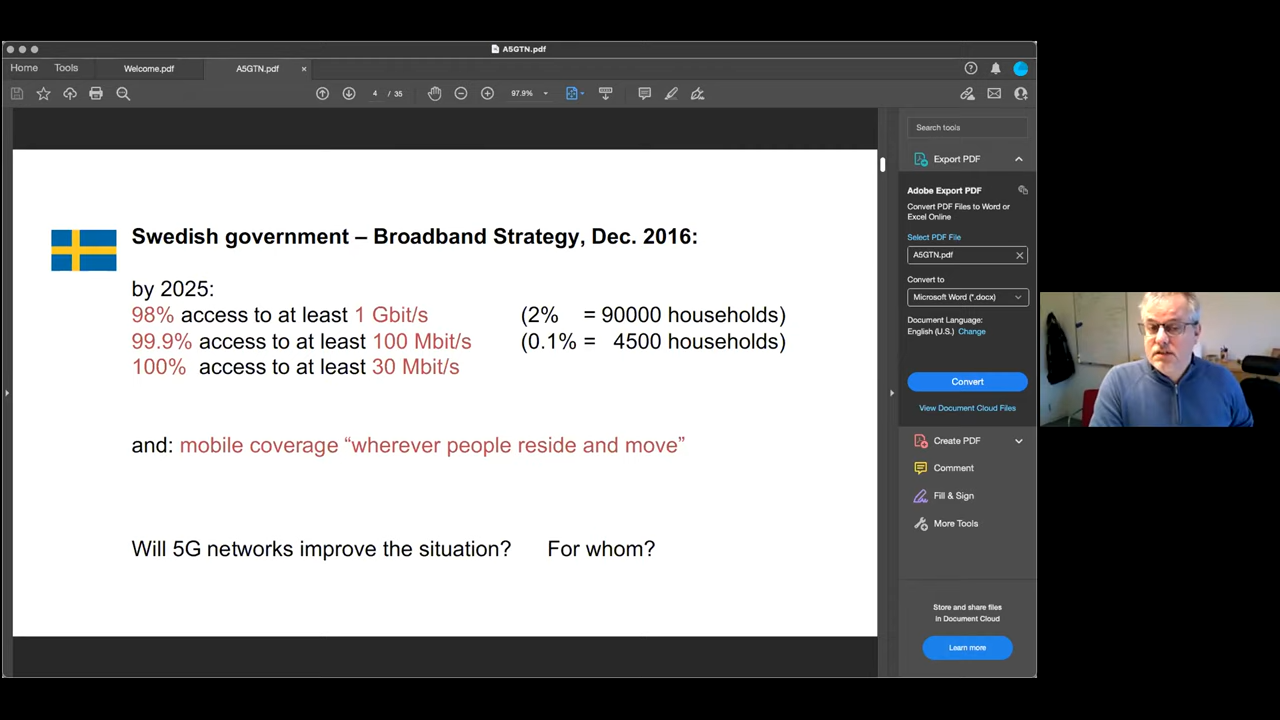 A5GTN.pdf
Home Tools Welcome.pdf A5GTN.pdf ×
4 / 35 97.9%
Search tools
Export PDF
Adobe Export PDF
Convert PDF Files to Word or
Excel Online
Select PDF File
A5GTN.pdf
Convert to
Microsoft Word (*.docx)
Document Language:
English (U.S.) Change
Convert
View Document Cloud Files
Create PDF
Comment
Fill & Sign
More Tools
Store and share files
in Document Cloud
Learn more
Swedish government – Broadband Strategy, Dec. 2016:
by 2025:
98% access to at least 1 Gbit/s (2% = 90000 households)
99.9% access to at least 100 Mbit/s (0.1% = 4500 households)
100% access to at least 30 Mbit/s
and: mobile coverage “wherever people reside and move”
Will 5G networks improve the situation? For whom?